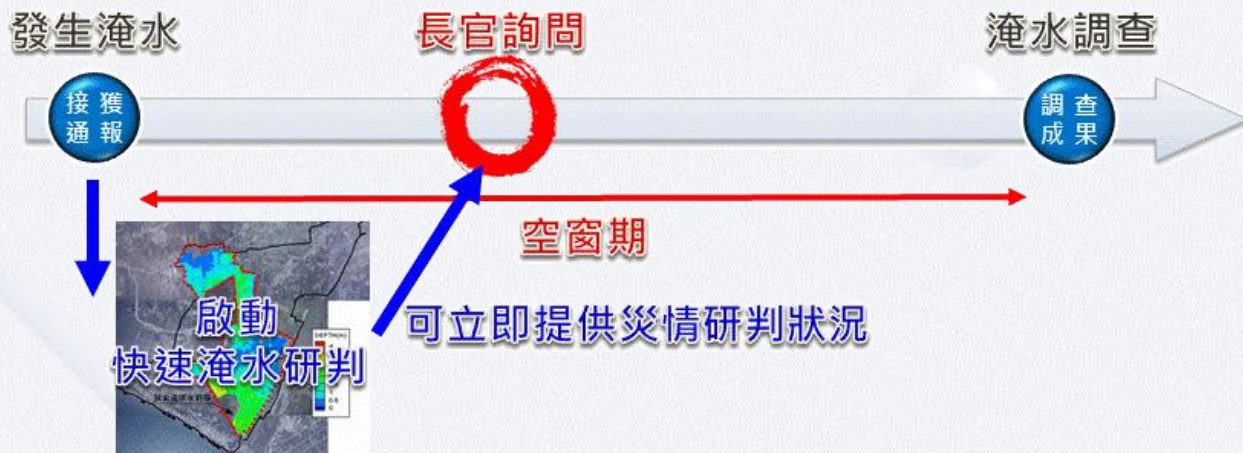 發生淹水
長官詢問
淹水調查
接獲
通報
調查
成果
空窗期
啟動
快速淹水研判
可立即提供災情研判狀況